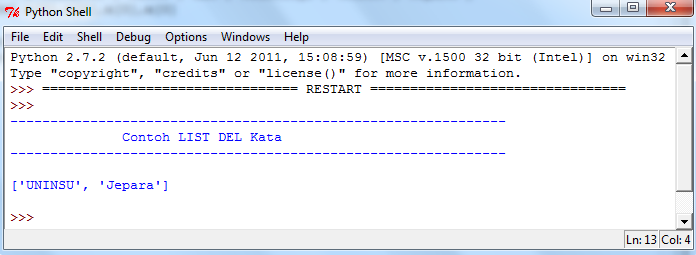 Python Shell
File Edit Shell Debug Options Windows Help
Python 2.7.2 (default, Jun 12 2011, 15:08:59) [MSC v.1500 32 bit (Intel)] on win32
Type "copyright", "credits" or "license()" for more information.
>>> ================================ RESTART ================================
>>>
---------------------------------------------------------------
Contoh LIST DEL Kata
---------------------------------------------------------------
['UNINSU', 'Jepara']
>>>
Ln: 13 Col: 4